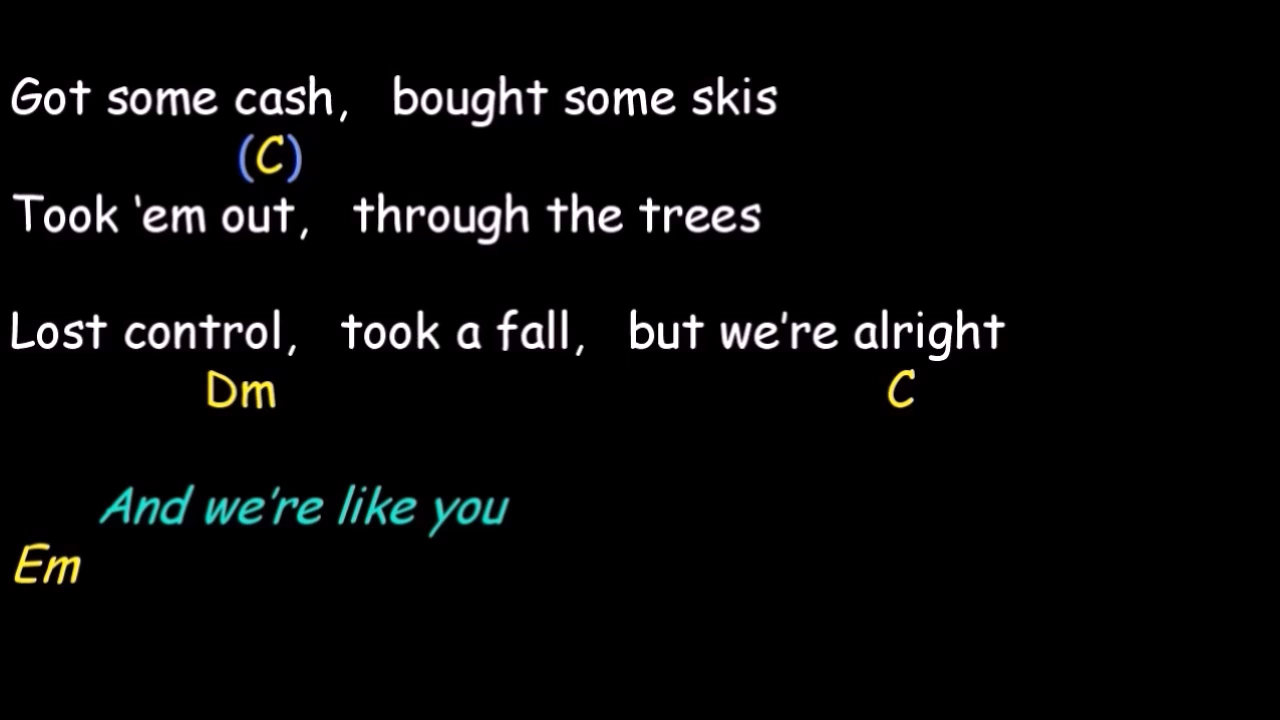 Got some cash,   bought some skis
(C)
Took ‘em out,   through the trees
Lost control,   took a fall,   but we’re alright
Dm C
And we’re like you
Em